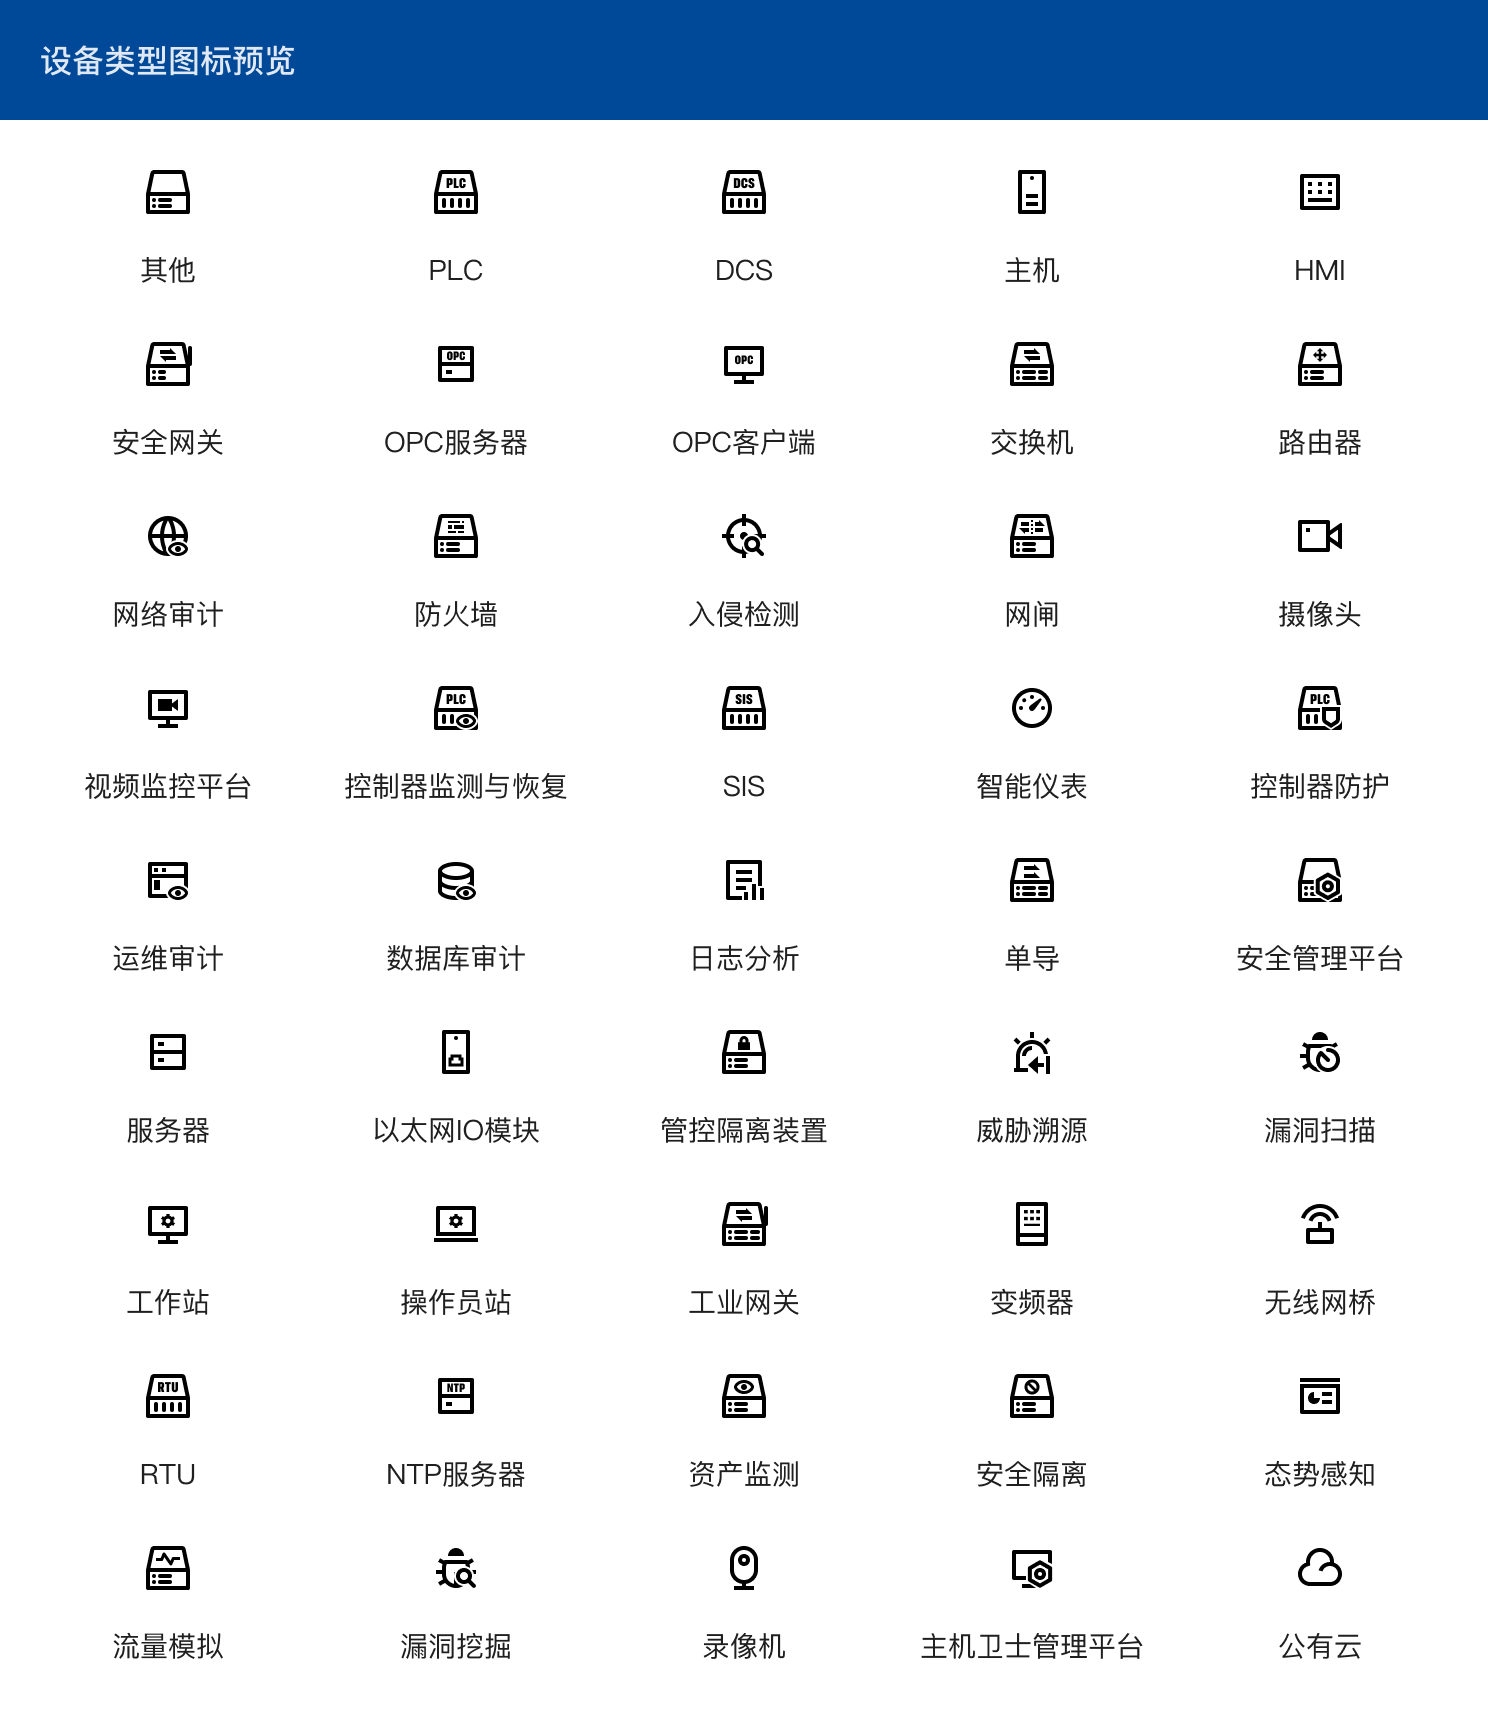 设备类型图标预览
PLC
DCS
其他
PLC
DCS
主机
HMI
OPC
OPC
安全网关
OPC服务器
OPC客户端
交换机
路由器
网络审计
防火墙
入侵检测
网闸
摄像头
PLC
SIS
PLC
视频监控平台
控制器监测与恢复
SIS
智能仪表
控制器防护
运维审计
数据库审计
日志分析
单导
安全管理平台
服务器
以太网IO模块
管控隔离装置
威胁溯源
漏洞扫描
工作站
操作员站
工业网关
变频器
无线网桥
RTU
NTP
RTU
NTP服务器
资产监测
安全隔离
态势感知
流量模拟
漏洞挖掘
录像机
主机卫士管理平台
公有云